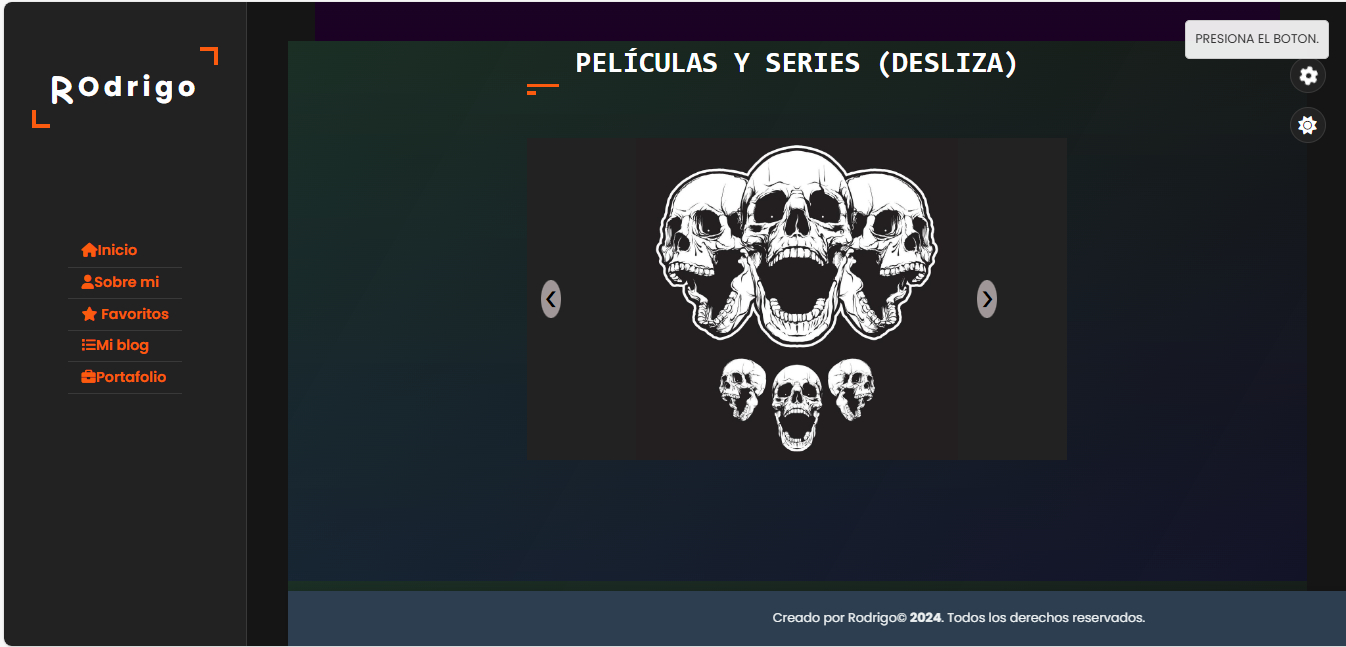 Rodrigo
Inicio
Sobre mi
Favoritos
Mi blog
Portafolio
PELÍCULAS Y SERIES (DESLIZA)
PRESIONA EL BOTON.
Creado por Rodrigo© 2024. Todos los derechos reservados.